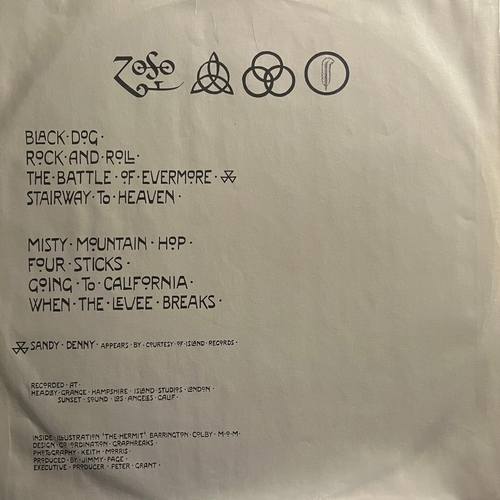 ZoSo
BLACK·DOG·
ROCK·AND·ROLL·
THE·BATTLE·OF·EVERMORE·
STAIRWAY·To·HEAVEN·
MISTY·MOUNTAIN·HOP·
FOUR·STICKS·
GOING·To·CALIFORNIA·
WHEN·THE·LEVEE·BREAKS·
SANDY·DENNY·APPEARS·BY·COURTESY·OF·ISLAND·RECORDS·
RECORDED·AT·
HEADLY·GRANGE·HAMPSHIRE·ISLAND·STUDIOS·LONDON·
SUNSET·SOUND·LOS·ANGELES·CALIF·
INSIDE·ILLUSTRATION·'THE·HERMIT'·BARRINGTON·COLBY·M·O·M·
DESIGN·CO·ORDINATION·GRAPHREAKS·
PHOTOGRAPHY·KEITH·MORRIS·
PRODUCED·BY·JIMMY·PAGE·
EXECUTIVE·PRODUCER·PETER·GRANT·